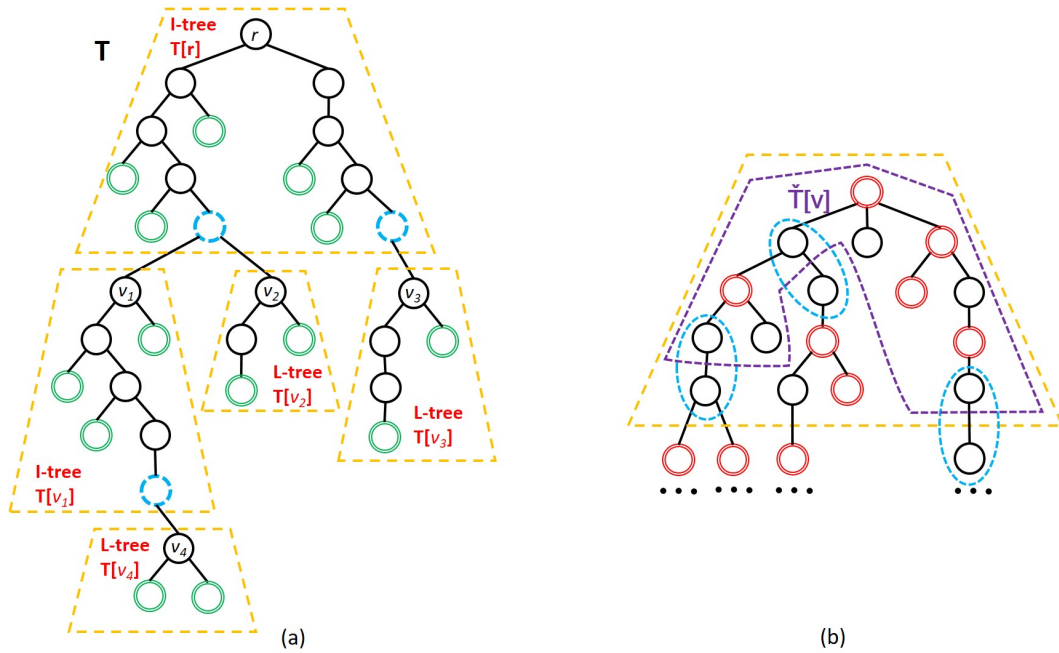 I-tree
T[r]
r
T
Ť[v]
v1
v2
v3
L-tree
T[v2]
L-tree
T[v3]
I-tree
T[v1]
L-tree
T[v4]
v4
(a)
(b)